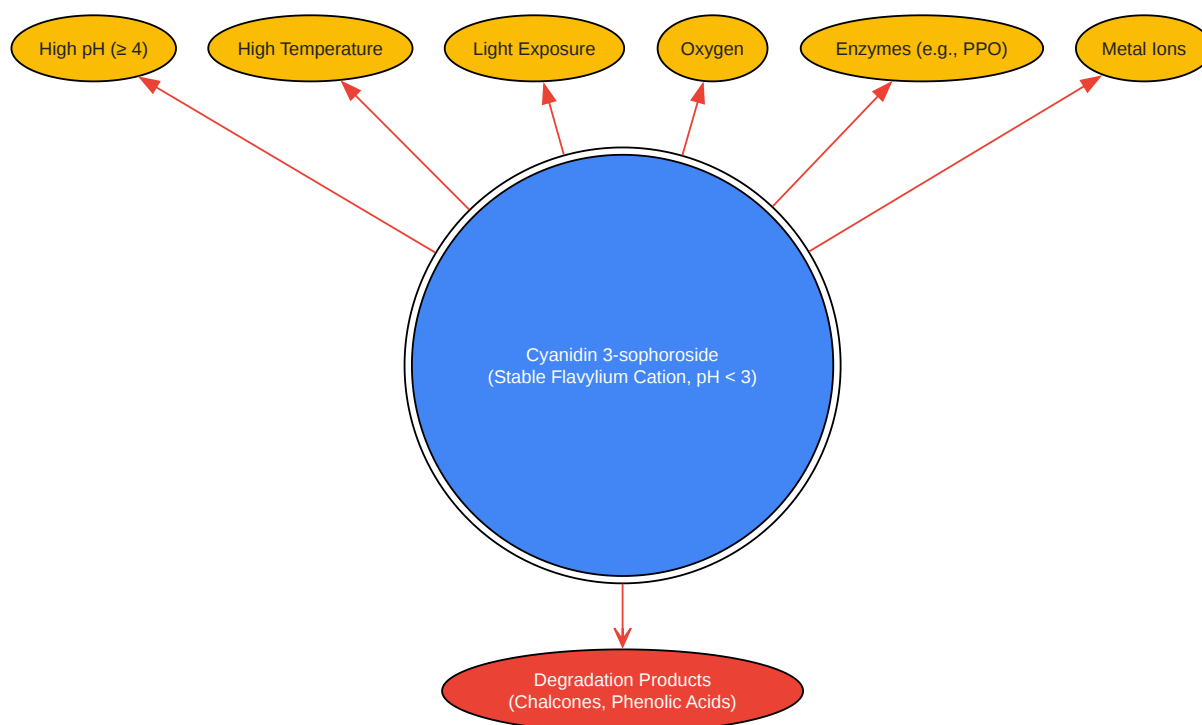 High pH (≥ 4)
High Temperature
Light Exposure
Oxygen
Enzymes (e.g., PPO)
Metal Ions
Cyanidin 3-sophoroside
(Stable Flavylium Cation, pH < 3)
Degradation Products
(Chalcones, Phenolic Acids)